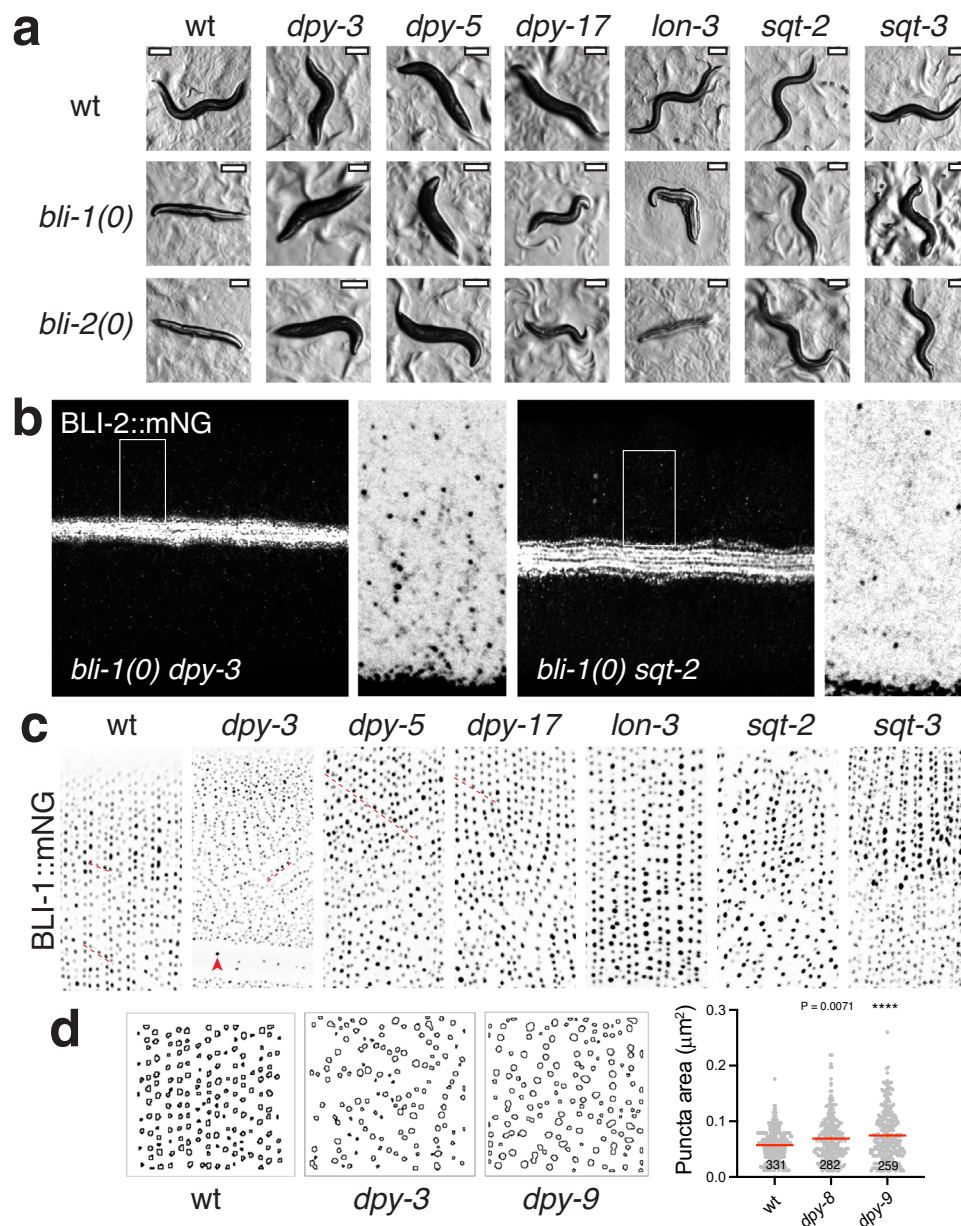 a
wt dpy-3 dpy-5 dpy-17 lon-3 sqt-2 sqt-3
wt
bli-1(0)
bli-2(0)
b
BLI-2::mNG
bli-1(0) dpy-3
bli-1(0) sqt-2
c
wt dpy-3 dpy-5 dpy-17 lon-3 sqt-2 sqt-3
BLI-1::mNG
d
wt dpy-3 dpy-9
P = 0.0071 ****
Puncta area (μm²)
0.3
0.2
0.1
0.0
331 282 259
wt dpy-8 dpy-9